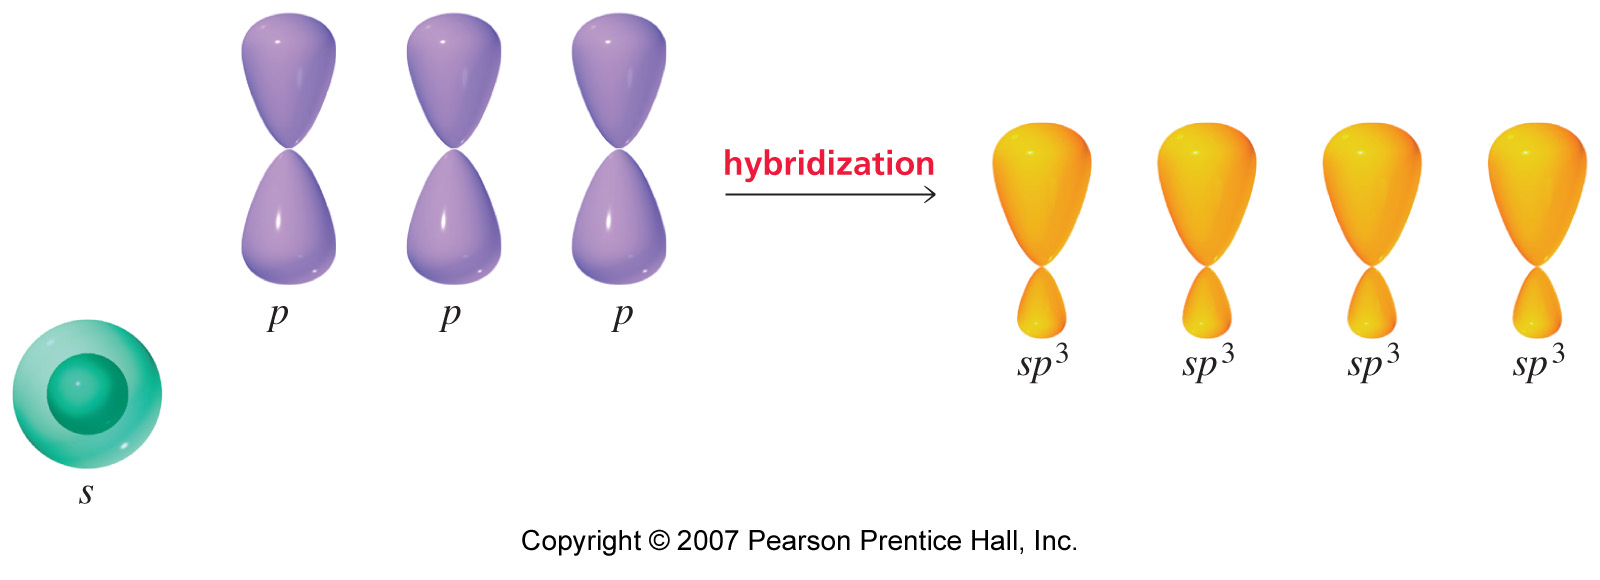 hybridization
p p p
sp³ sp³ sp³ sp³
s
Copyright © 2007 Pearson Prentice Hall, Inc.